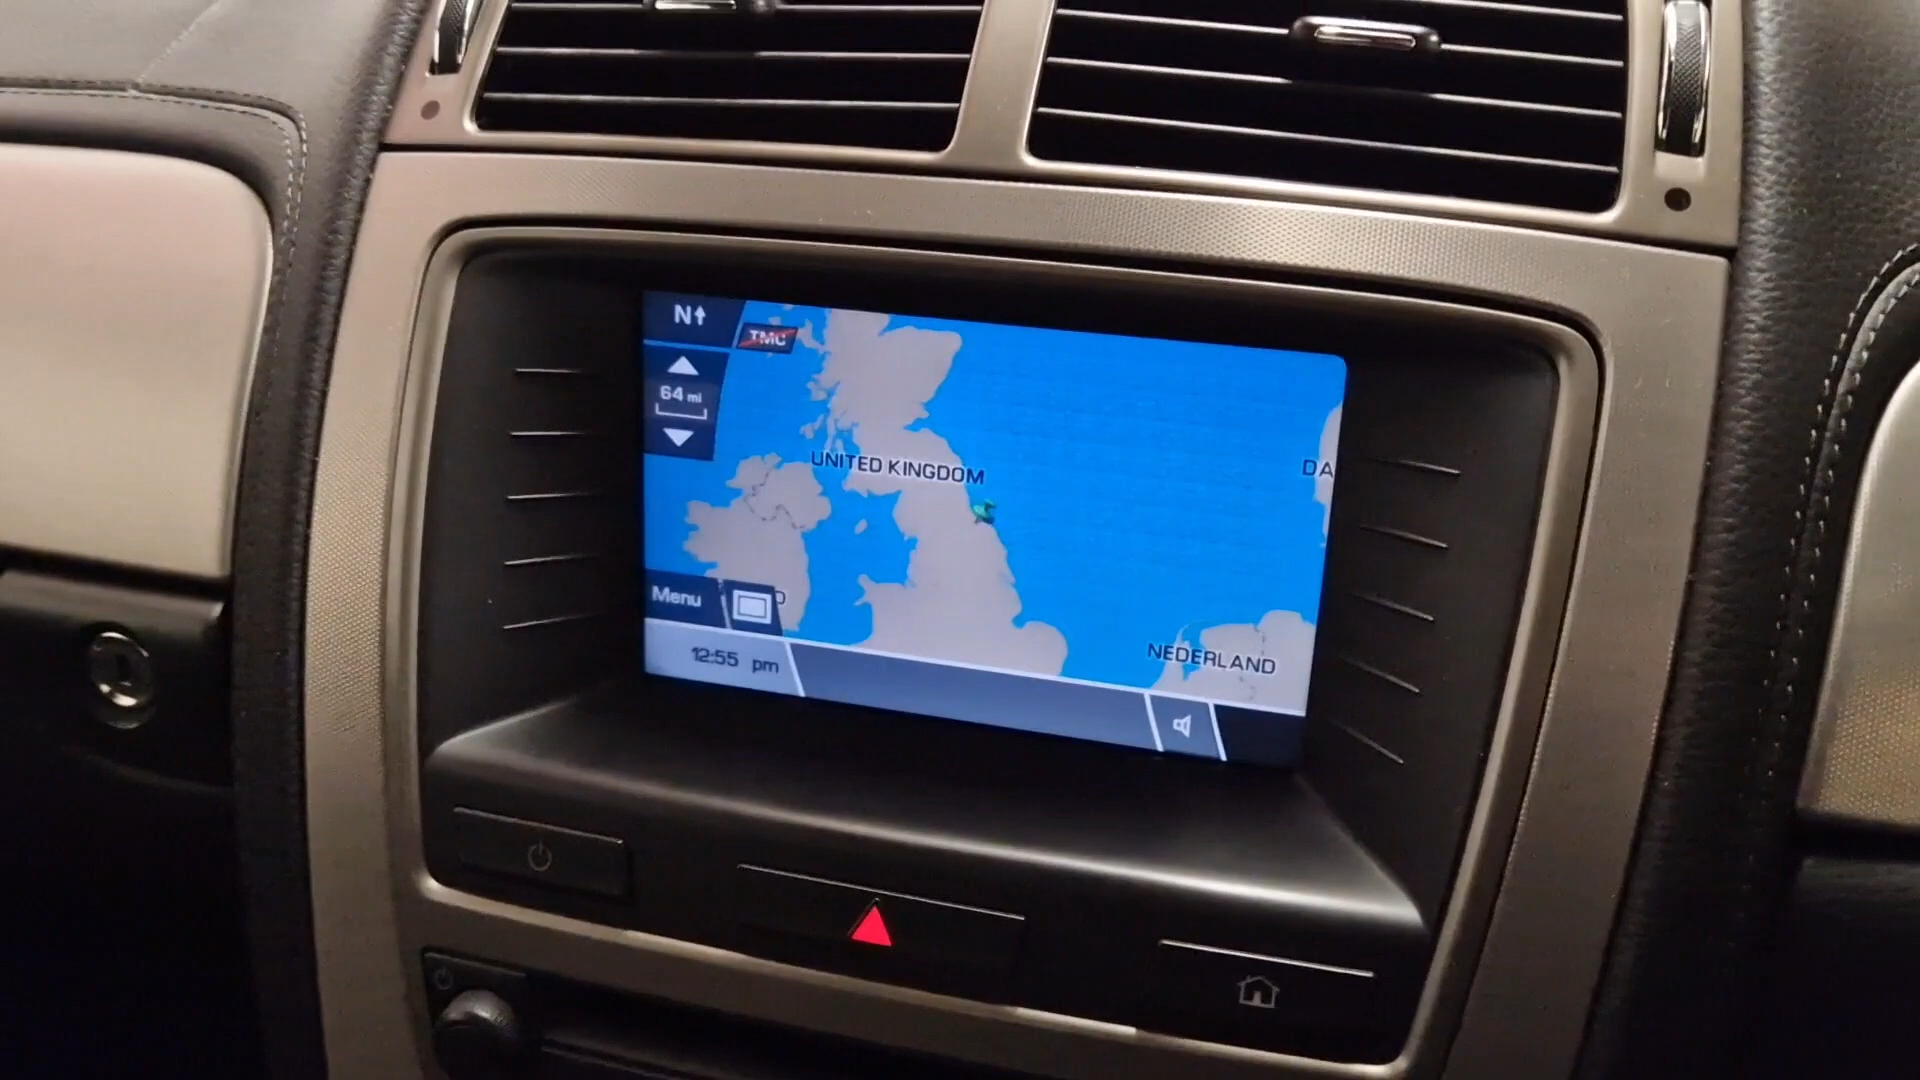 N
TMC
64 mi
UNITED KINGDOM
DA
Menu
D
NEDERLAND
12:55 pm